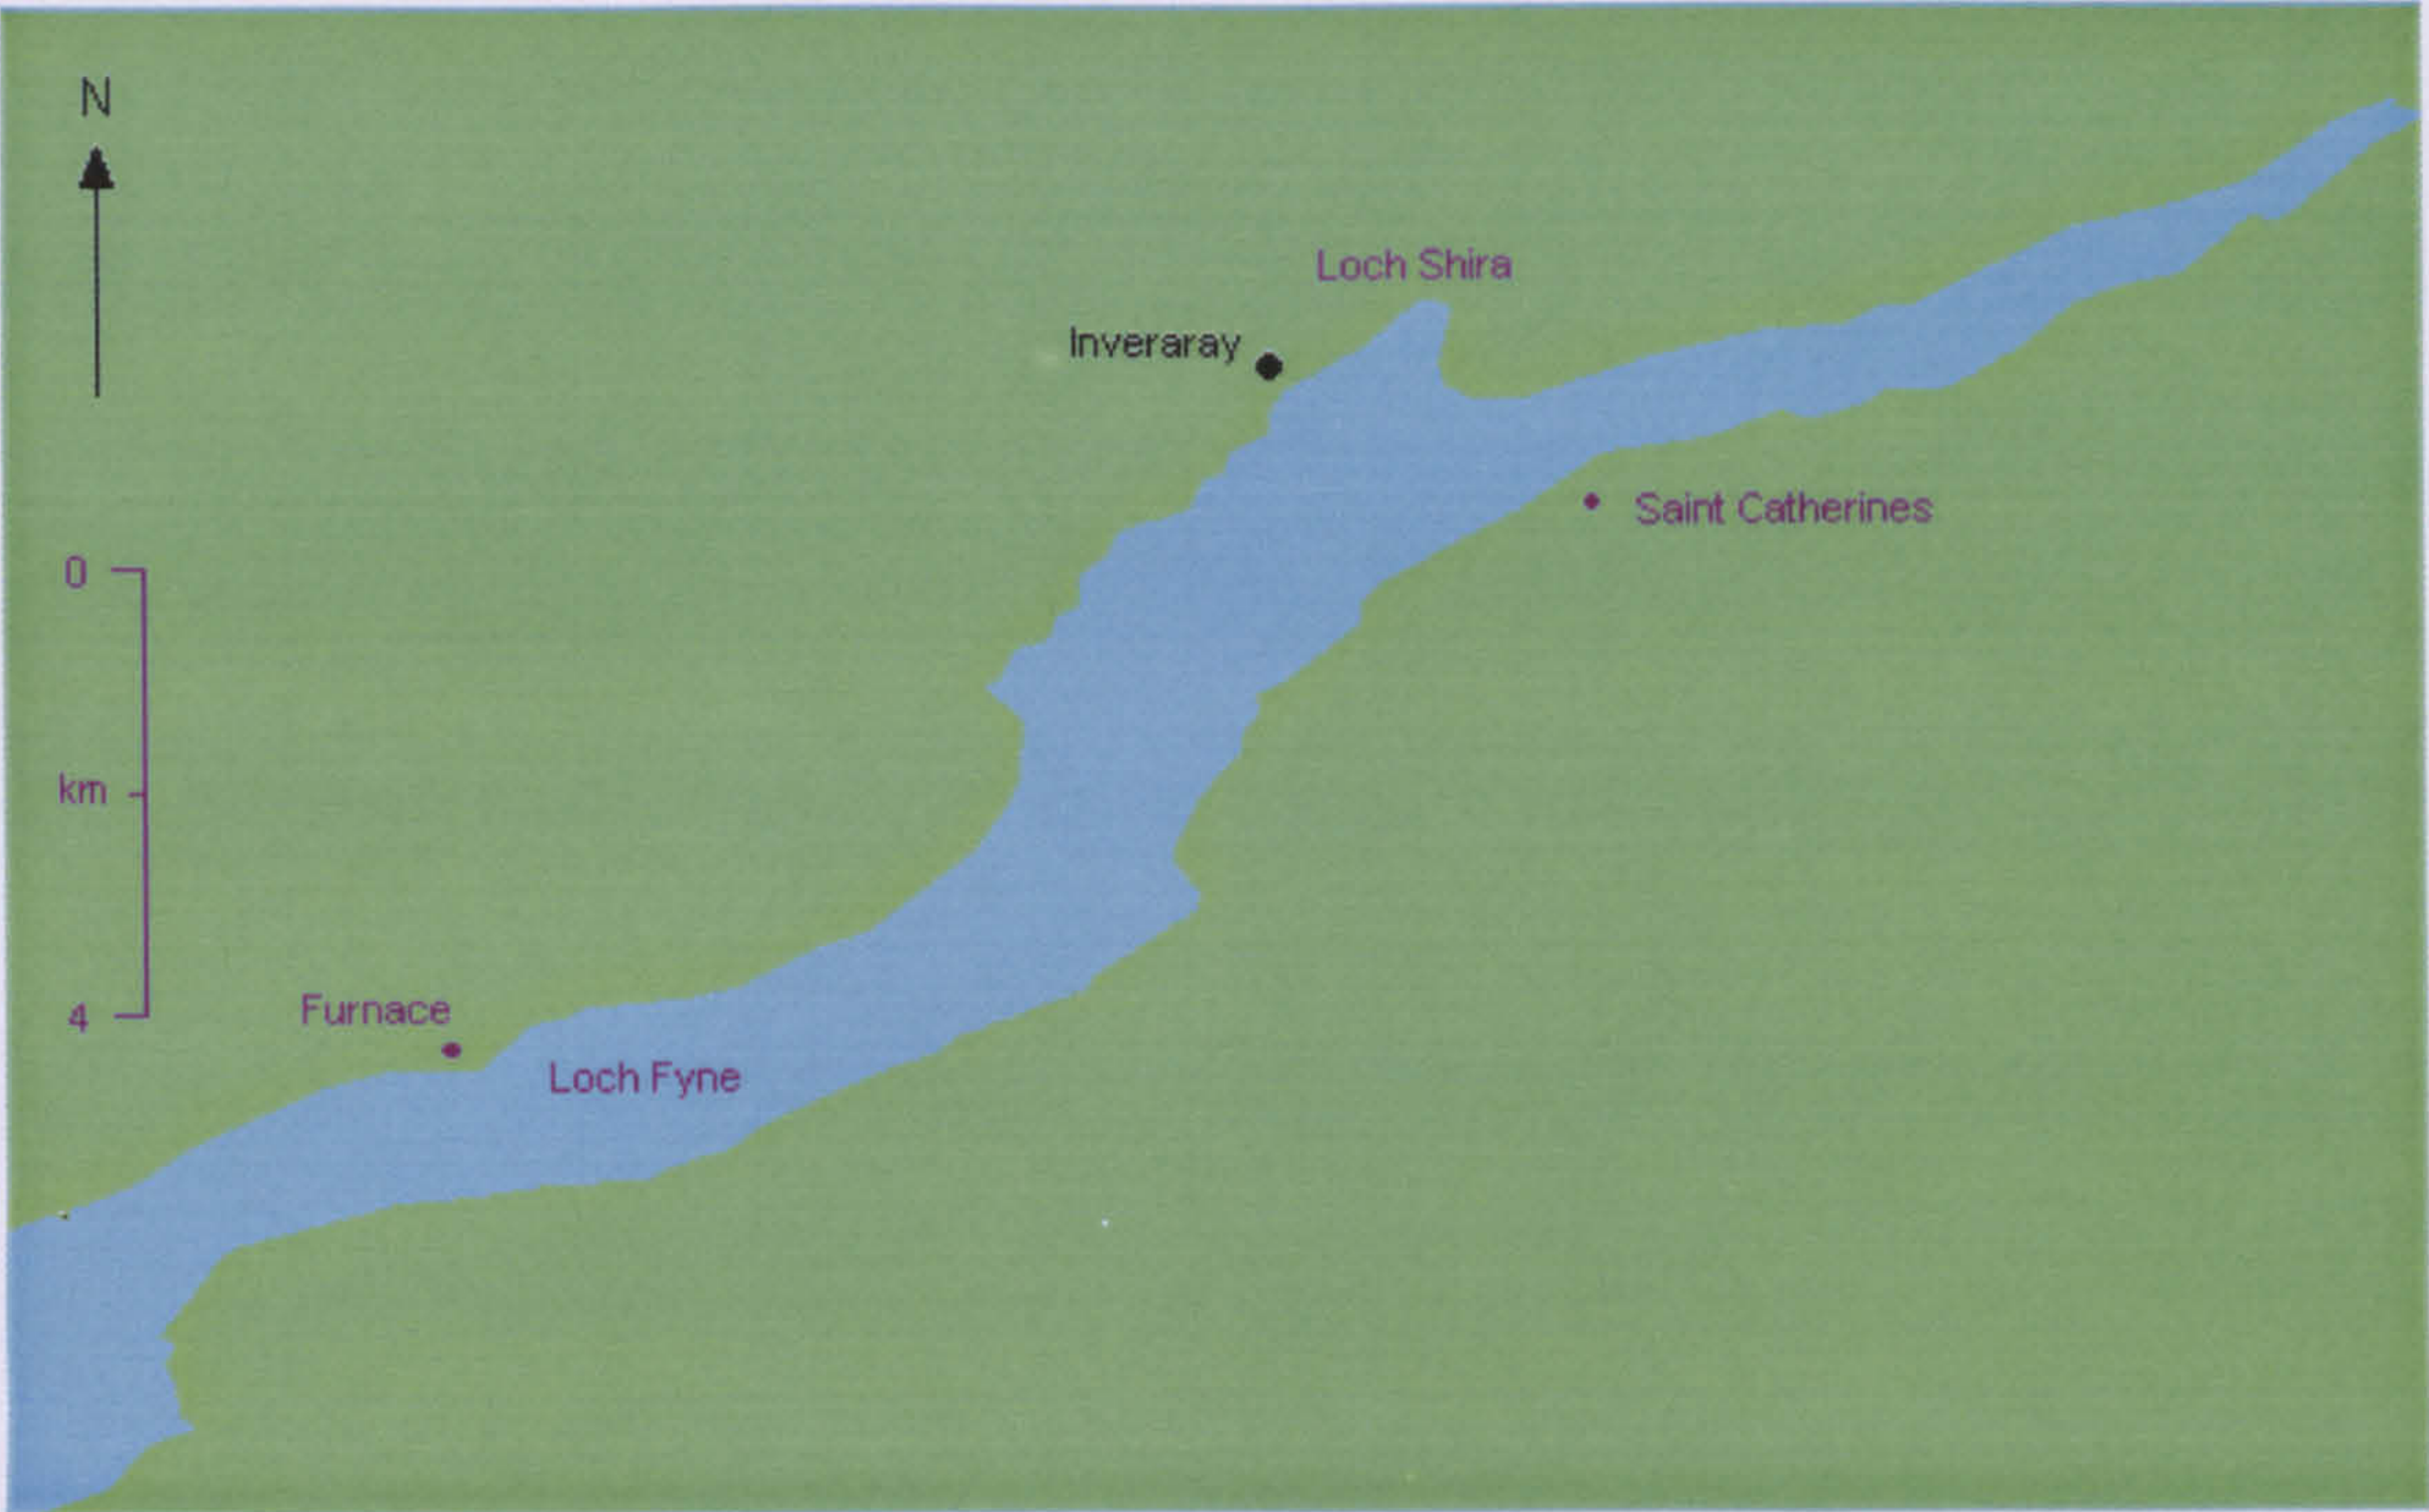 N
Loch Shira
Inveraray
Saint Catherines
0
km
4
Furnace
Loch Fyne